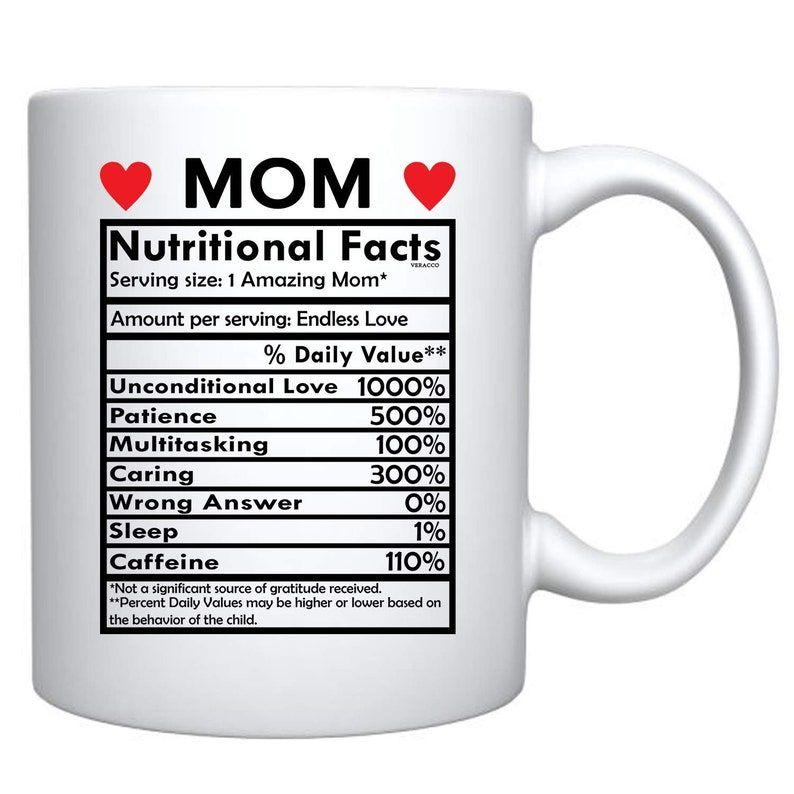 MOM
Nutritional Facts
VERACCO
Serving size: 1 Amazing Mom*
Amount per serving: Endless Love
% Daily Value**
Unconditional Love 1000%
Patience 500%
Multitasking 100%
Caring 300%
Wrong Answer 0%
Sleep 1%
Caffeine 110%
*Not a significant source of gratitude received.
**Percent Daily Values may be higher or lower based on
the behavior of the child.